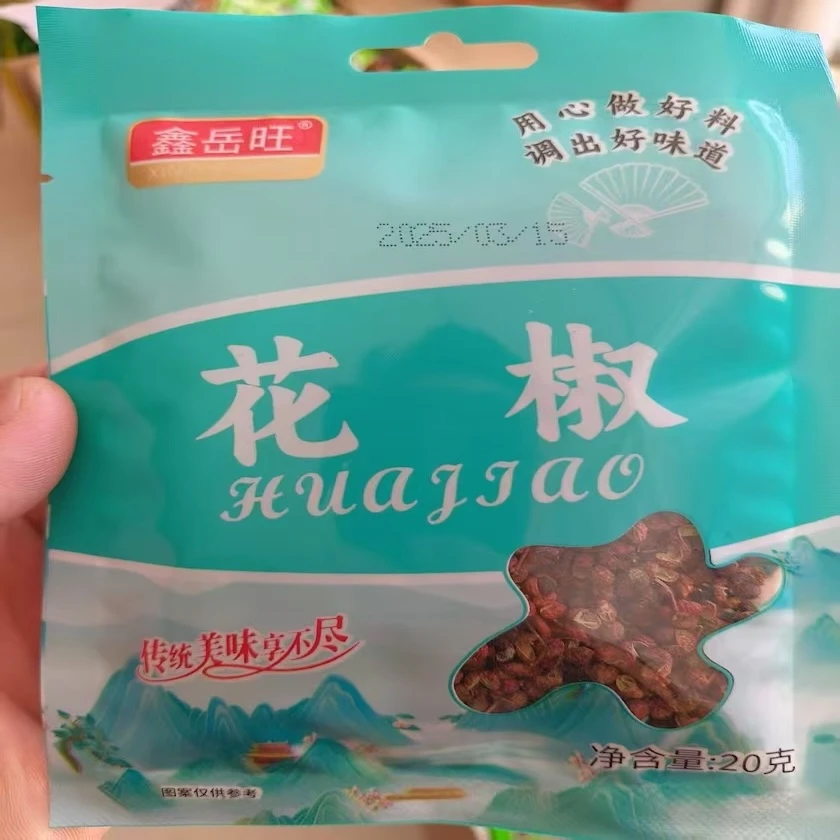 鑫岳旺®
用心做好料
调出好味道
2025/03/15
花椒
HUAJIAO
传统美味享不尽
净含量:20克
图案仅供参考